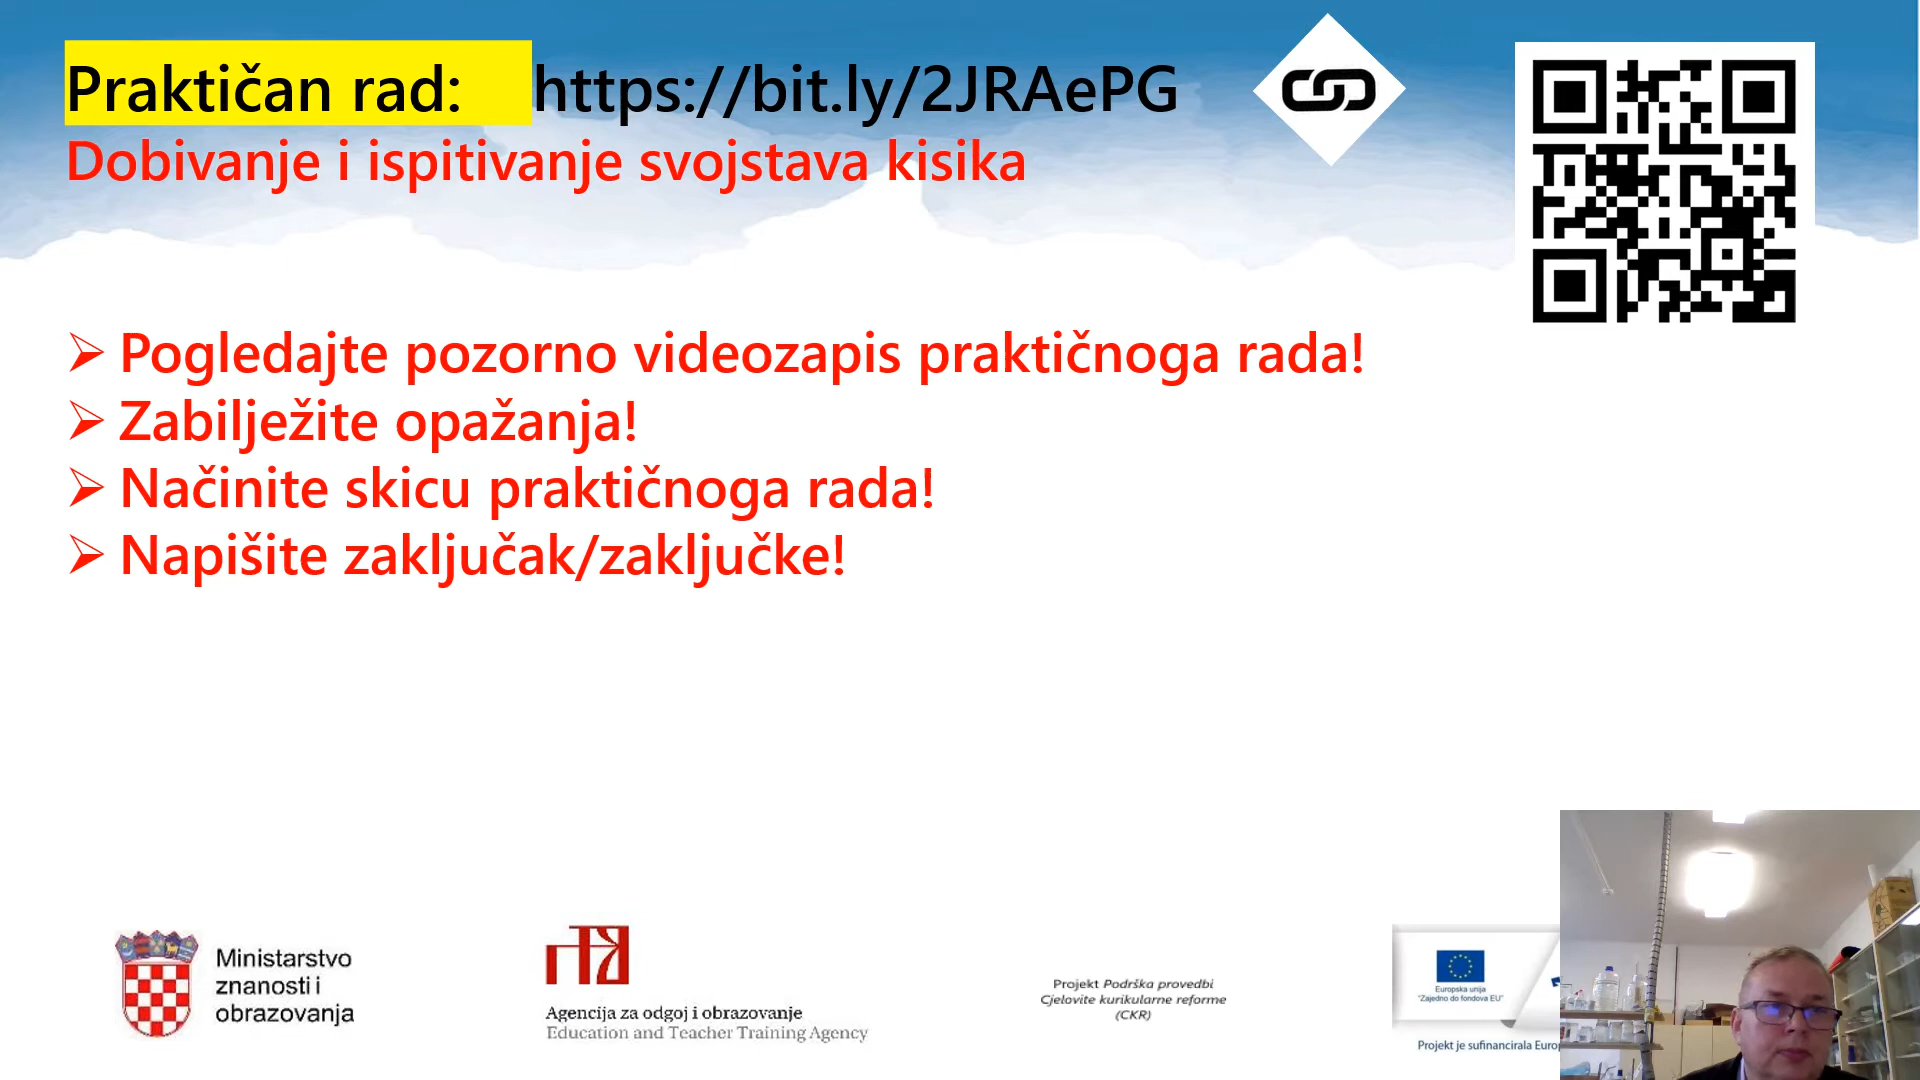 Praktičan rad: https://bit.ly/2JRAePG
Dobivanje i ispitivanje svojstava kisika
Pogledajte pozorno videozapis praktičnoga rada!
Zabilježite opažanja!
Načinite skicu praktičnoga rada!
Napišite zaključak/zaključke!
Ministarstvo
znanosti i
obrazovanja
Agencija za odgoj i obrazovanje
Education and Teacher Training Agency
Projekt Podrška provedbi
Cjelovite kurikularne reforme
(CKR)
Europska unija
"Zajedno do fondova EU"
Projekt je sufinancirala